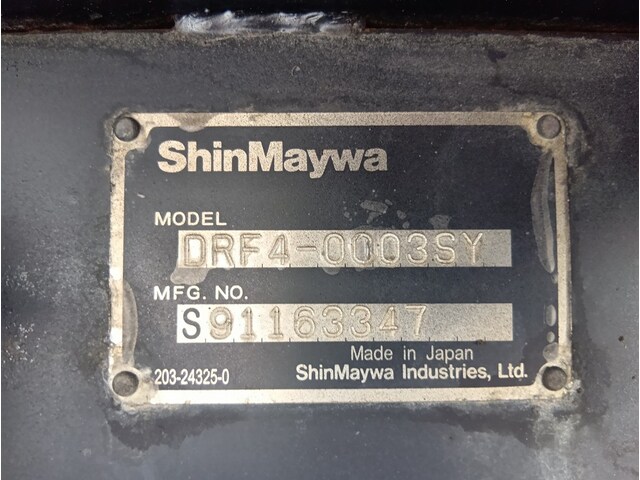 ShinMaywa
MODEL
DRF4-0003SY
MFG. NO.
S91163347
Made in Japan
203-24325-0
ShinMaywa Industries, Ltd.